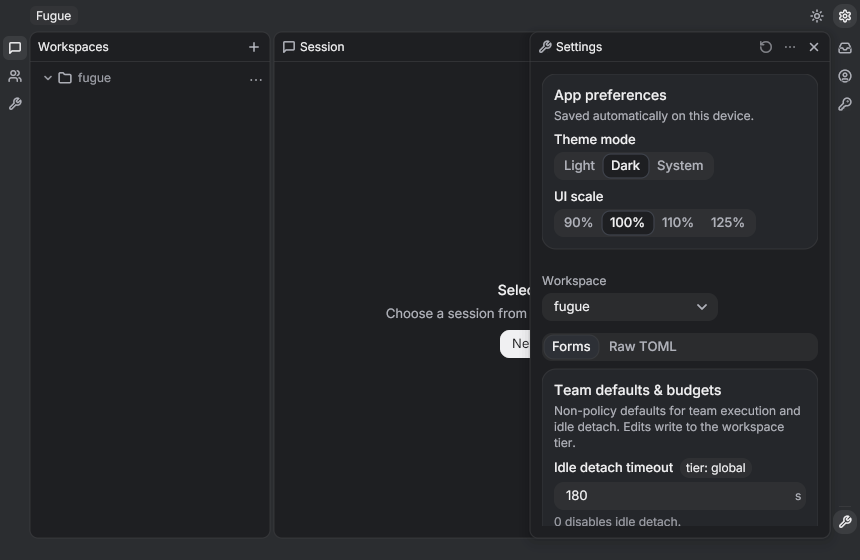 Fugue
Workspaces
fugue
Session
Choose a session from
Settings
App preferences
Saved automatically on this device.
Theme mode
Light Dark System
UI scale
90% 100% 110% 125%
Workspace
fugue
Forms Raw TOML
Team defaults & budgets
Non-policy defaults for team execution and
idle detach. Edits write to the workspace
tier.
Idle detach timeout tier: global
180 s
0 disables idle detach.